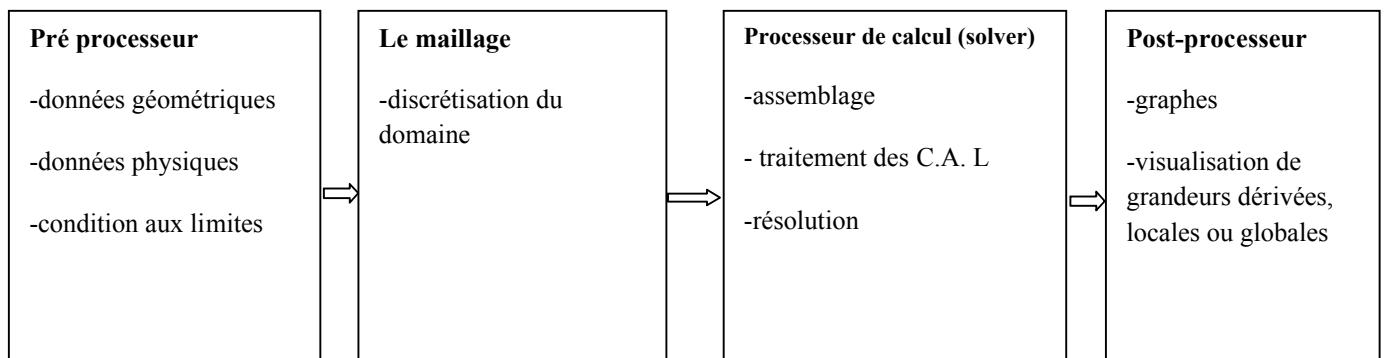 Pré processeur
-données géométriques
-données physiques
-condition aux limites
Le maillage
-discrétisation du
domaine
Processeur de calcul (solver)
-assemblage
- traitement des C.A. L
-résolution
Post-processeur
-graphes
-visualisation de
grandeurs dérivées,
locales ou globales